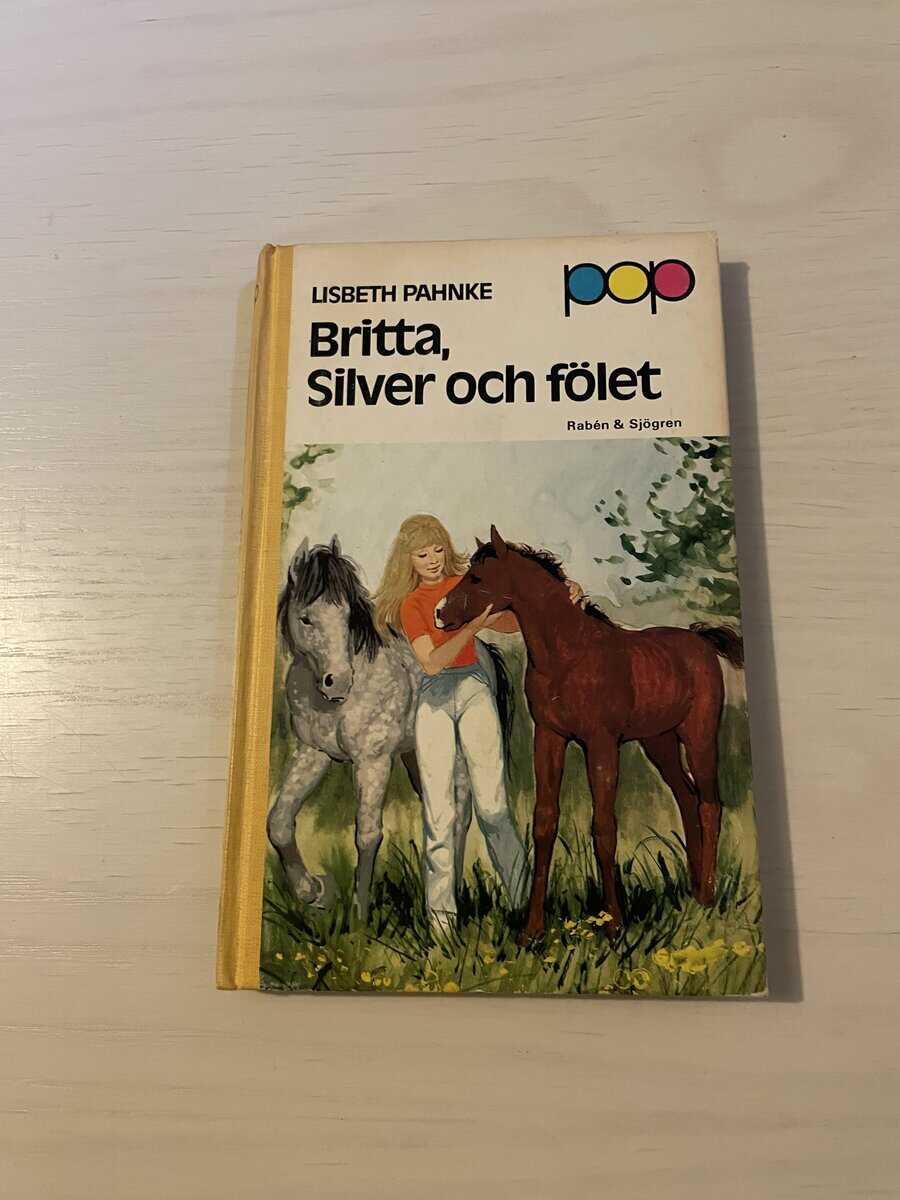 LISBETH PAHNKE
pop
Britta,
Silver och fölet
Rabén & Sjögren